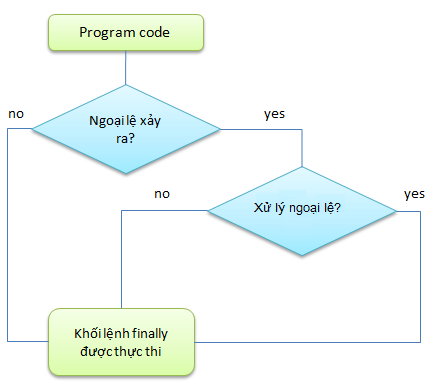 Program code
no
Ngoại lệ xảy
ra?
yes
no
yes
Xử lý ngoại lệ?
Khối lệnh finally
được thực thi